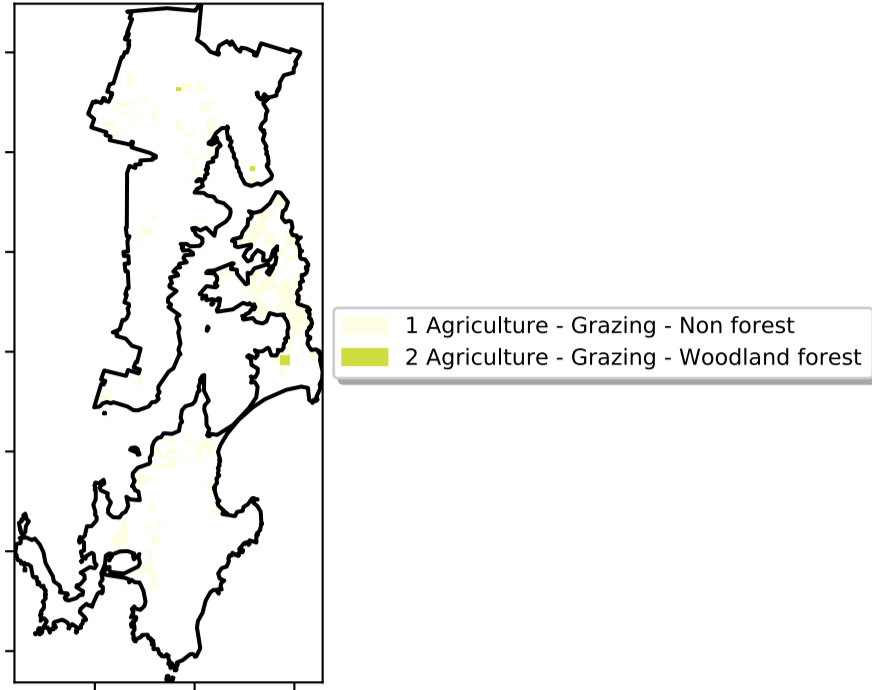 1 Agriculture - Grazing - Non forest
2 Agriculture - Grazing - Woodland forest